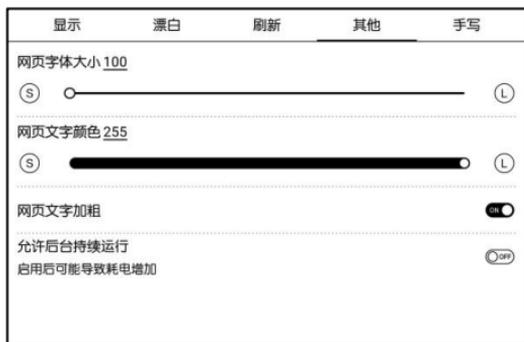 显示 漂白 刷新 其他 手写
网页字体大小 100
S L
网页文字颜色 255
S L
网页文字加粗 ON
允许后台持续运行 OFF
启用后可能导致耗电增加